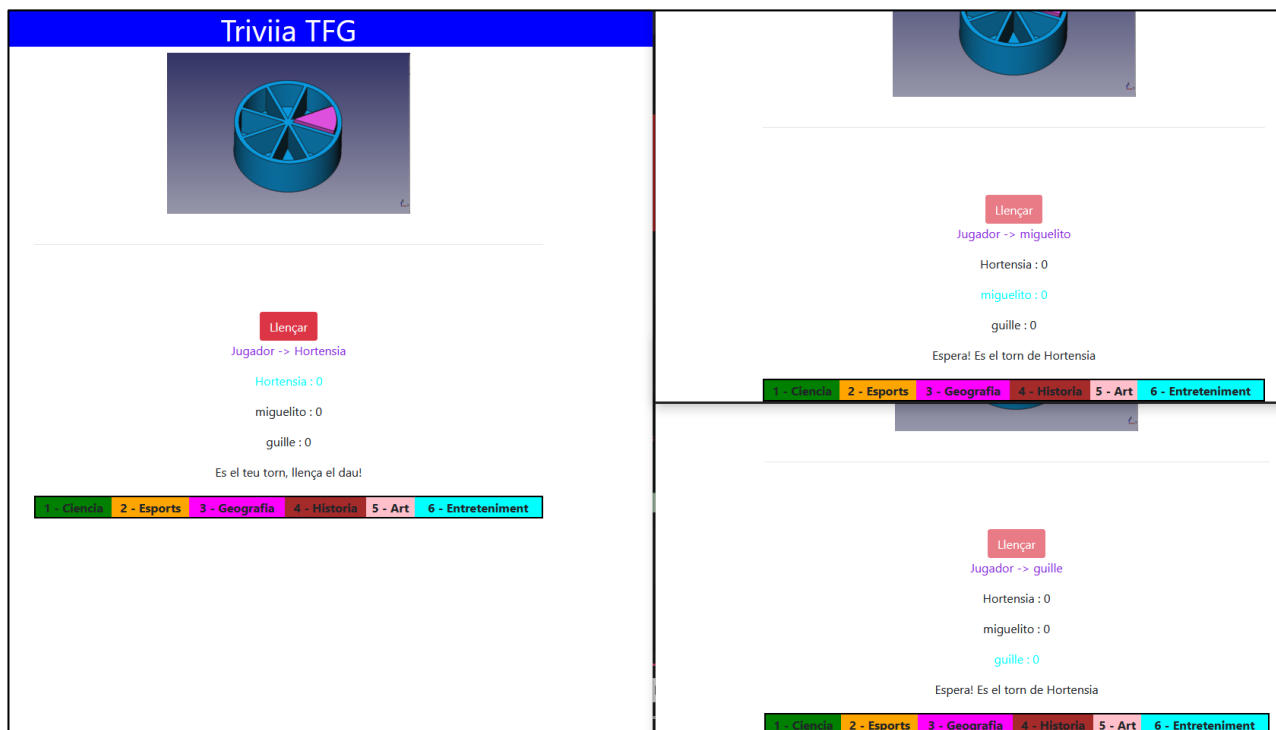 Triviia TFG
Llençar
Jugador -> Hortensia
Hortensia : 0
miguelito : 0
guille : 0
Es el teu torn, llença el dau!
1 - Ciencia 2 - Esports 3 - Geografia 4 - Historia 5 - Art 6 - Entreteniment
Llençar
Jugador -> miguelito
Hortensia : 0
miguelito : 0
guille : 0
Espera! Es el torn de Hortensia
1 - Ciencia 2 - Esports 3 - Geografia 4 - Historia 5 - Art 6 - Entreteniment
Llençar
Jugador -> guille
Hortensia : 0
miguelito : 0
guille : 0
Espera! Es el torn de Hortensia
1 - Ciencia 2 - Esports 3 - Geografia 4 - Historia 5 - Art 6 - Entreteniment